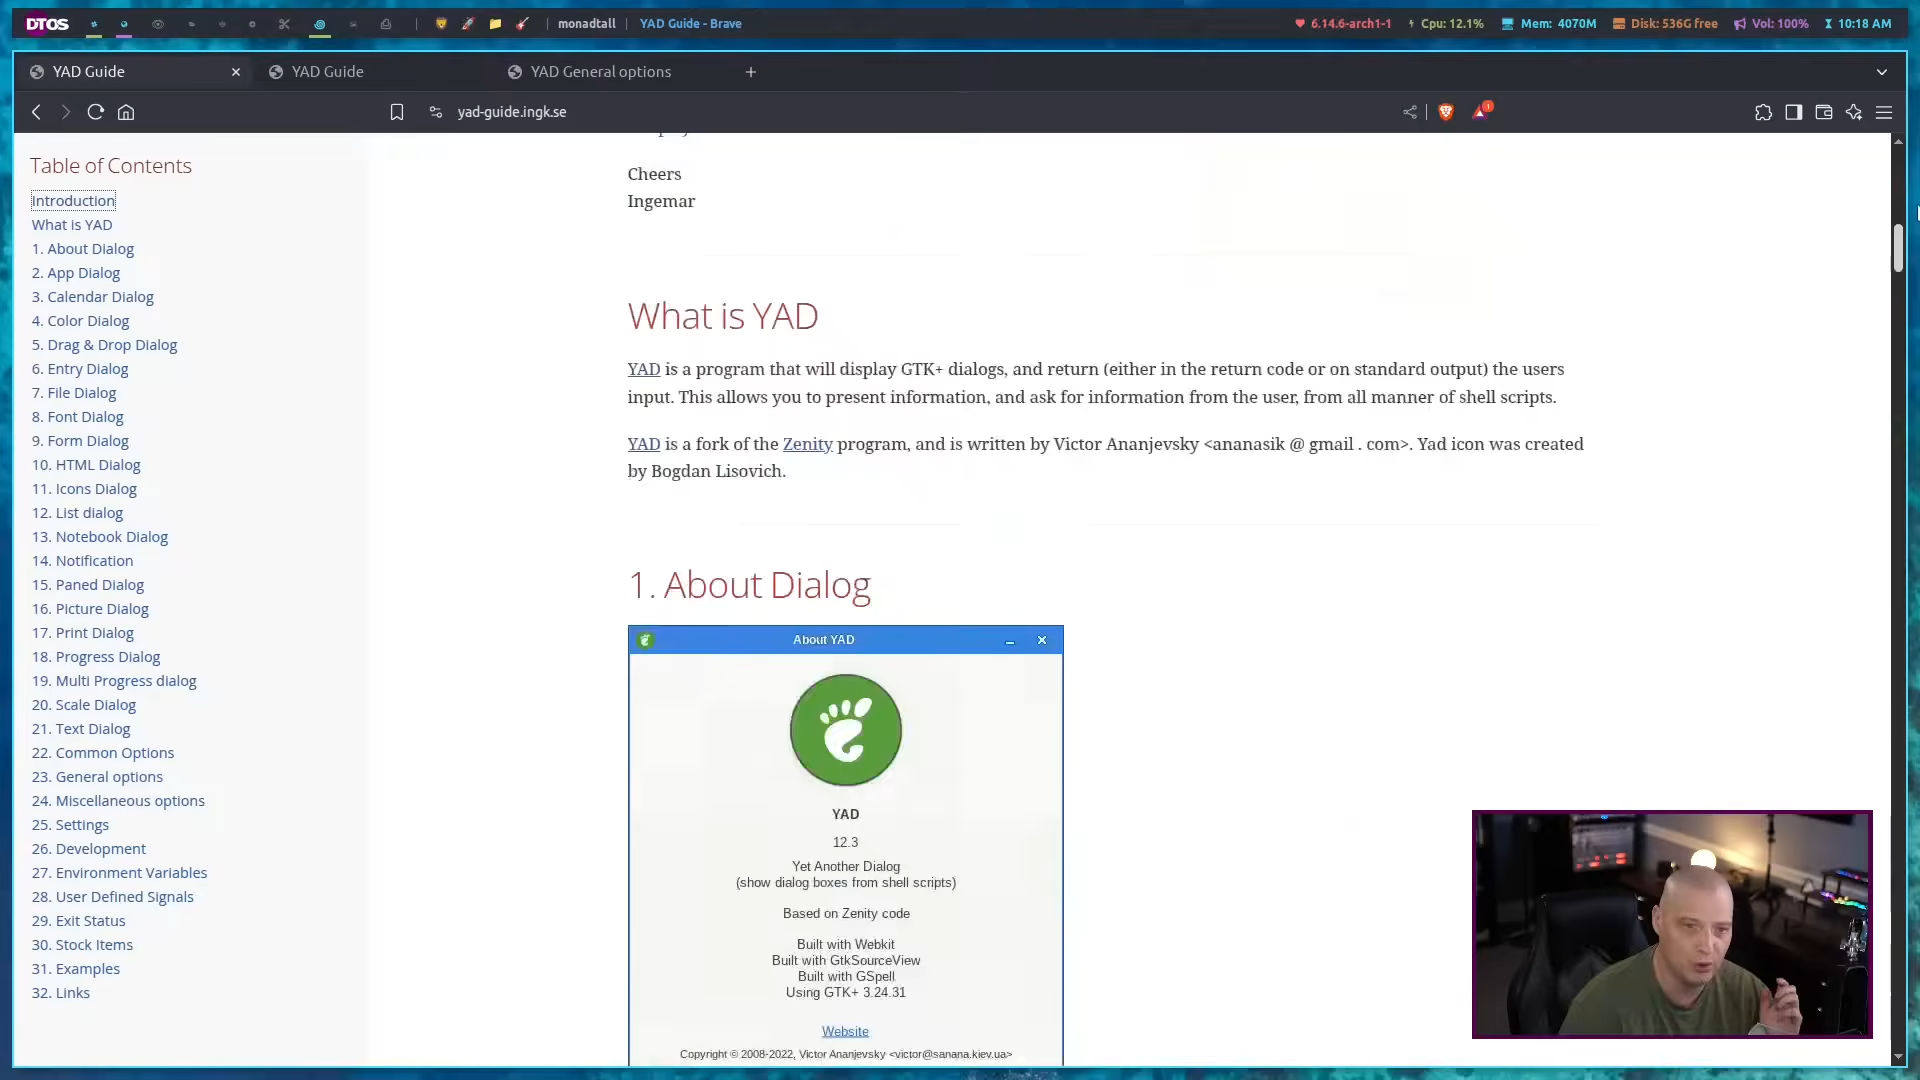 DTOS
monadtall
YAD Guide - Brave
6.14.6-arch1-1
Cpu: 12.1%
Mem: 4070M
Disk: 536G free
Vol: 100%
10:18 AM
YAD Guide
YAD Guide
YAD General options
yad-guide.ingk.se
1
Table of Contents
Introduction
What is YAD
1. About Dialog
2. App Dialog
3. Calendar Dialog
4. Color Dialog
5. Drag & Drop Dialog
6. Entry Dialog
7. File Dialog
8. Font Dialog
9. Form Dialog
10. HTML Dialog
11. Icons Dialog
12. List dialog
13. Notebook Dialog
14. Notification
15. Paned Dialog
16. Picture Dialog
17. Print Dialog
18. Progress Dialog
19. Multi Progress dialog
20. Scale Dialog
21. Text Dialog
22. Common Options
23. General options
24. Miscellaneous options
25. Settings
26. Development
27. Environment Variables
28. User Defined Signals
29. Exit Status
30. Stock Items
31. Examples
32. Links
Cheers
Ingemar
What is YAD
YAD is a program that will display GTK+ dialogs, and return (either in the return code or on standard output) the users
input. This allows you to present information, and ask for information from the user, from all manner of shell scripts.
YAD is a fork of the Zenity program, and is written by Victor Ananjevsky <ananasik @ gmail . com>. Yad icon was created
by Bogdan Lisovich.
1. About Dialog
About YAD
YAD
12.3
Yet Another Dialog
(show dialog boxes from shell scripts)
Based on Zenity code
Built with Webkit
Built with GtkSourceView
Built with GSpell
Using GTK+ 3.24.31
Website
Copyright © 2008-2022, Victor Ananjevsky <victor@sanana.kiev.ua>